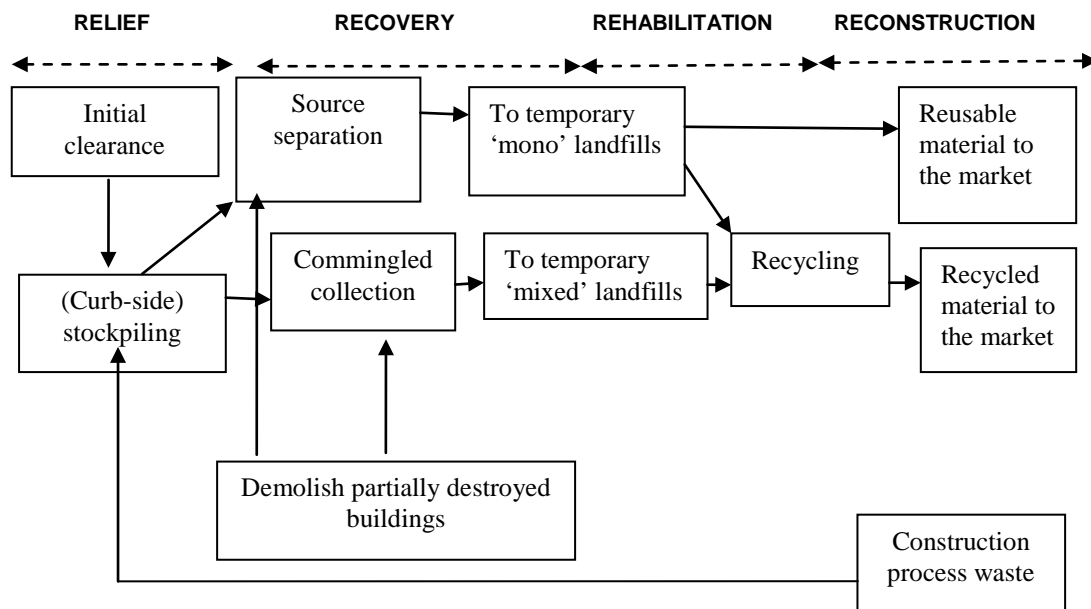 RELIEF RECOVERY REHABILITATION RECONSTRUCTION
Initial
clearance
Source
separation
To temporary
‘mono’ landfills
Reusable
material to
the market
(Curb-side)
stockpiling
Commingled
collection
To temporary
‘mixed’ landfills
Recycling
Recycled
material to
the market
Demolish partially destroyed
buildings
Construction
process waste